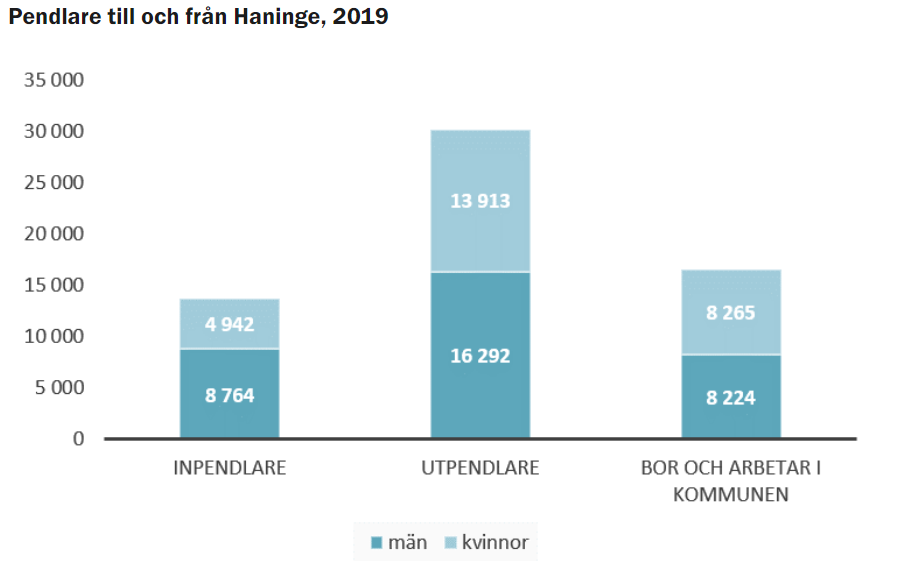 Pendlare till och från Haninge, 2019
35 000
30 000
25 000
20 000
15 000
10 000
5 000
0
13 913
4 942
8 265
16 292
8 764
8 224
INPENDLARE
UTPENDLARE
BOR OCH ARBETAR I
KOMMUNEN
män
kvinnor